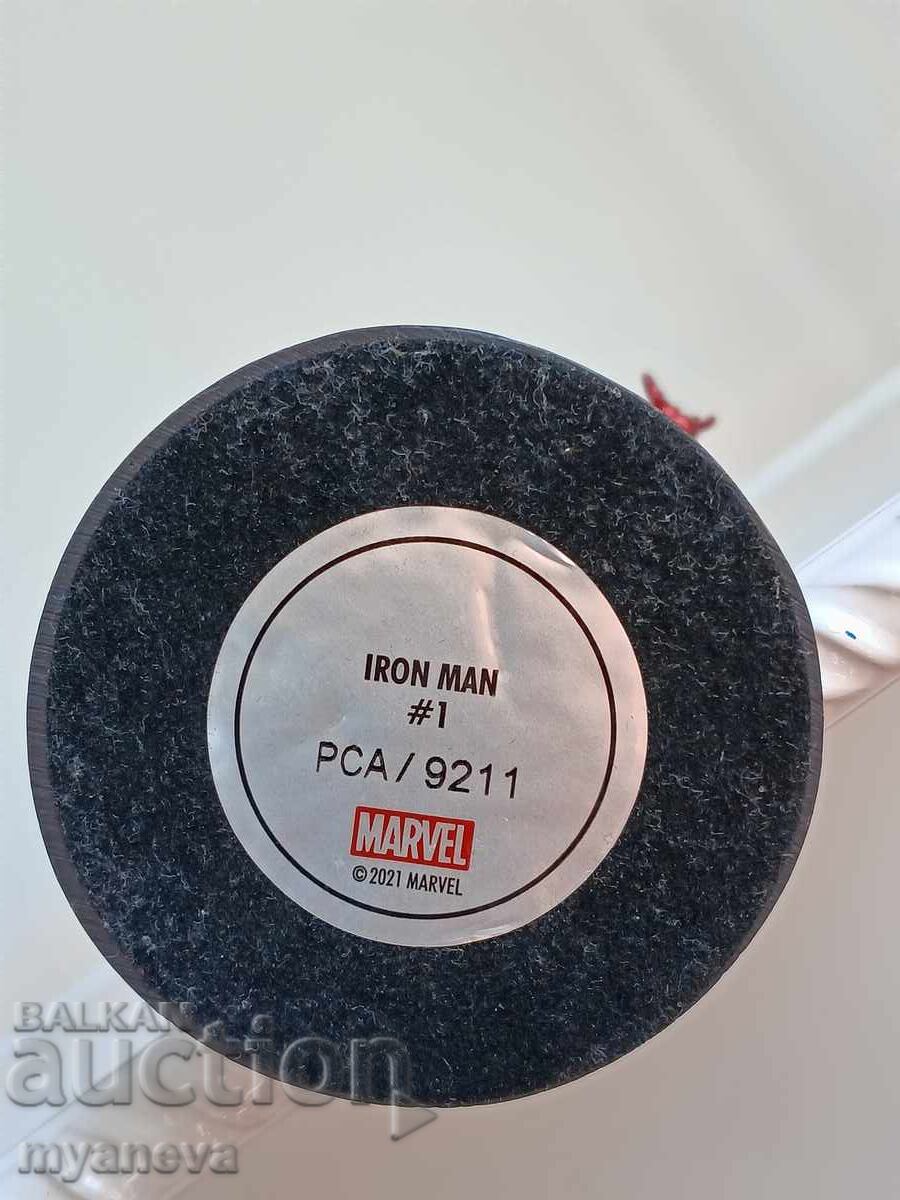 IRON MAN
#1
PCA/9211
MARVEL
© 2021 MARVEL
BALKAN
auction
myaneva